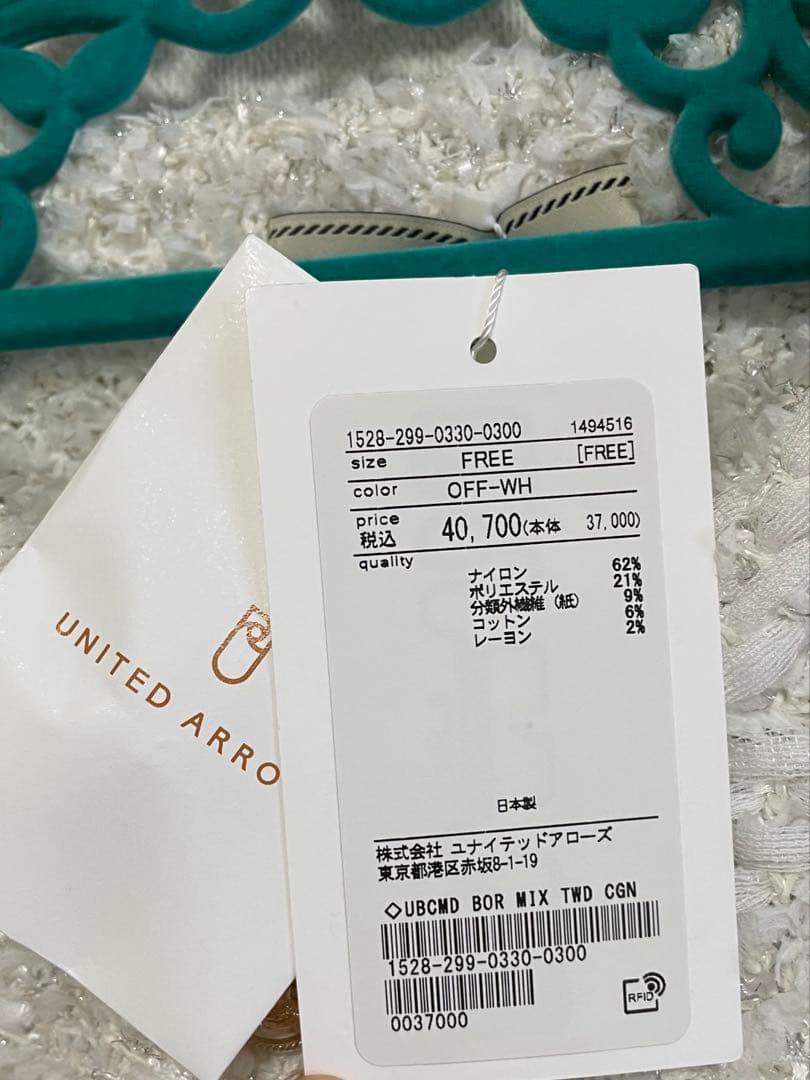 UNITED ARRO
1528-299-0330-0300 1494516
size FREE [FREE]
color OFF-WH
price
税込 40,700(本体 37,000)
quality
ナイロン 62%
ポリエステル 21%
分類外繊維(紙) 9%
コットン 6%
レーヨン 2%
日本製
株式会社 ユナイテッドアローズ
東京都港区赤坂8-1-19
◇UBCMD BOR MIX TWD CGN
1528-299-0330-0300
0037000
RFID